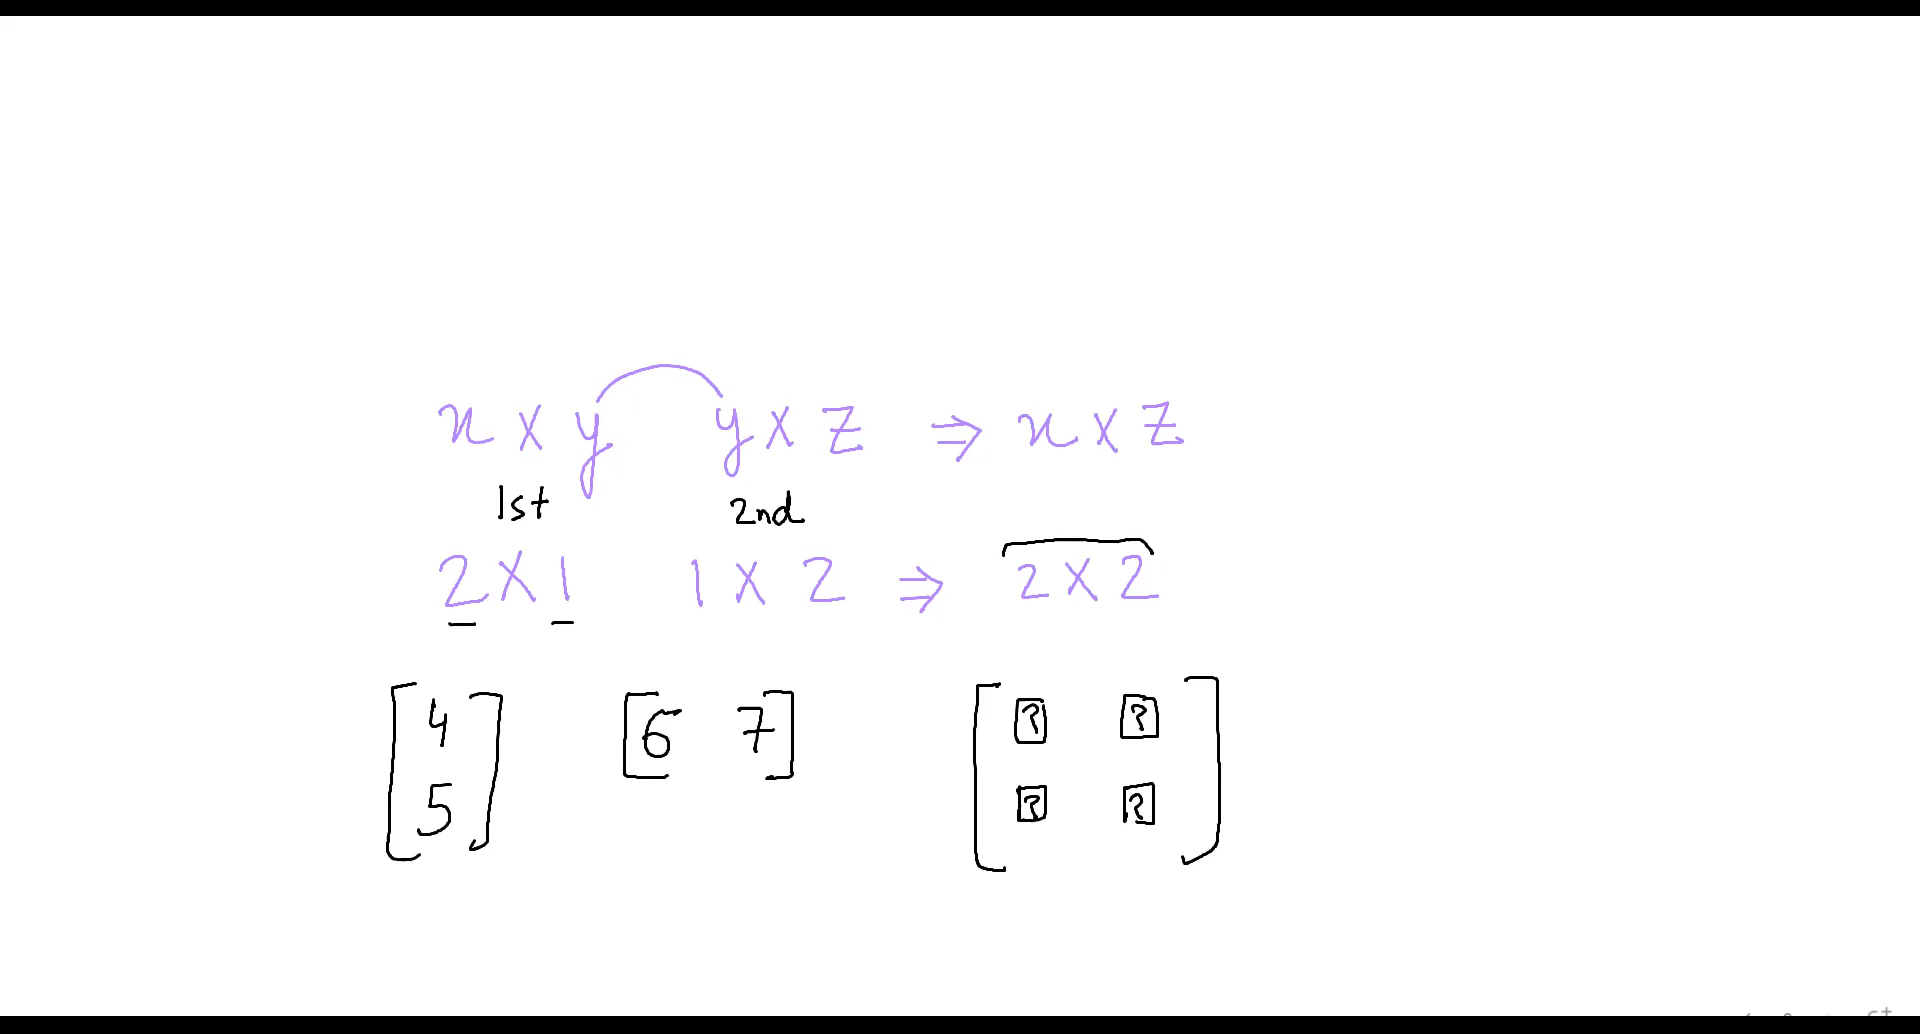 x × y y × z ⇒ x × z
1st 2nd
2 × 1 1 × 2 ⇒ 2 × 2
[4 [6 7] [? ?
5] ? ?]